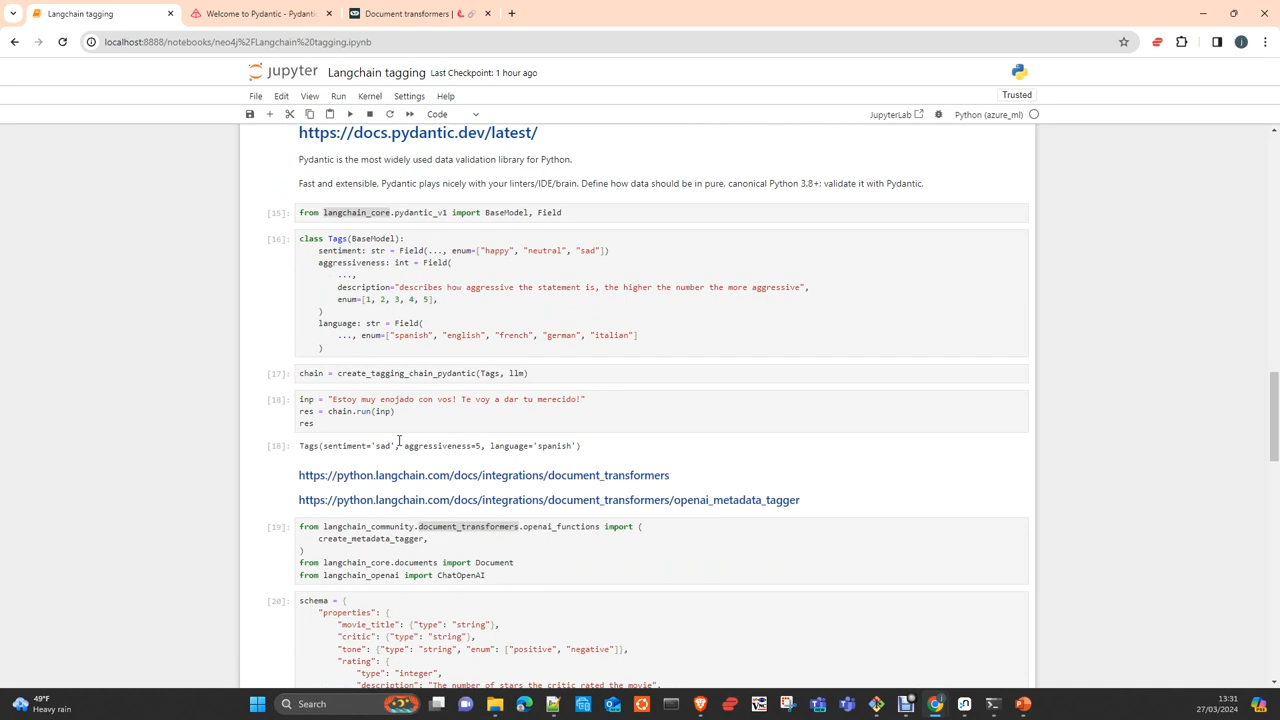 Langchain tagging
Welcome to Pydantic - Pydantic
Document transformers | 🦜️🔗
localhost:8888/notebooks/neo4j%2FLangchain%20tagging.ipynb
jupyter Langchain tagging Last Checkpoint: 1 hour ago
File Edit View Run Kernel Settings Help
Trusted
Code
JupyterLab
Python (azure_ml)
https://docs.pydantic.dev/latest/
Pydantic is the most widely used data validation library for Python.
Fast and extensible, Pydantic plays nicely with your linters/IDE/brain. Define how data should be in pure, canonical Python 3.8+; validate it with Pydantic.
[15]: from langchain_core.pydantic_v1 import BaseModel, Field
[16]: class Tags(BaseModel):
sentiment: str = Field(..., enum=["happy", "neutral", "sad"])
aggressiveness: int = Field(
...,
description="describes how aggressive the statement is, the higher the number the more aggressive",
enum=[1, 2, 3, 4, 5],
)
language: str = Field(
..., enum=["spanish", "english", "french", "german", "italian"]
)
[17]: chain = create_tagging_chain_pydantic(Tags, llm)
[18]: inp = "Estoy muy enojado con vos! Te voy a dar tu merecido!"
res = chain.run(inp)
res
[18]: Tags(sentiment='sad', aggressiveness=5, language='spanish')
https://python.langchain.com/docs/integrations/document_transformers
https://python.langchain.com/docs/integrations/document_transformers/openai_metadata_tagger
[19]: from langchain_community.document_transformers.openai_functions import (
create_metadata_tagger,
)
from langchain_core.documents import Document
from langchain_openai import ChatOpenAI
[20]: schema = {
"properties": {
"movie_title": {"type": "string"},
"critic": {"type": "string"},
"tone": {"type": "string", "enum": ["positive", "negative"]},
"rating": {
"type": "integer",
"description": "The number of stars the critic rated the movie",
49°F
Heavy rain
Search
13:31
27/03/2024